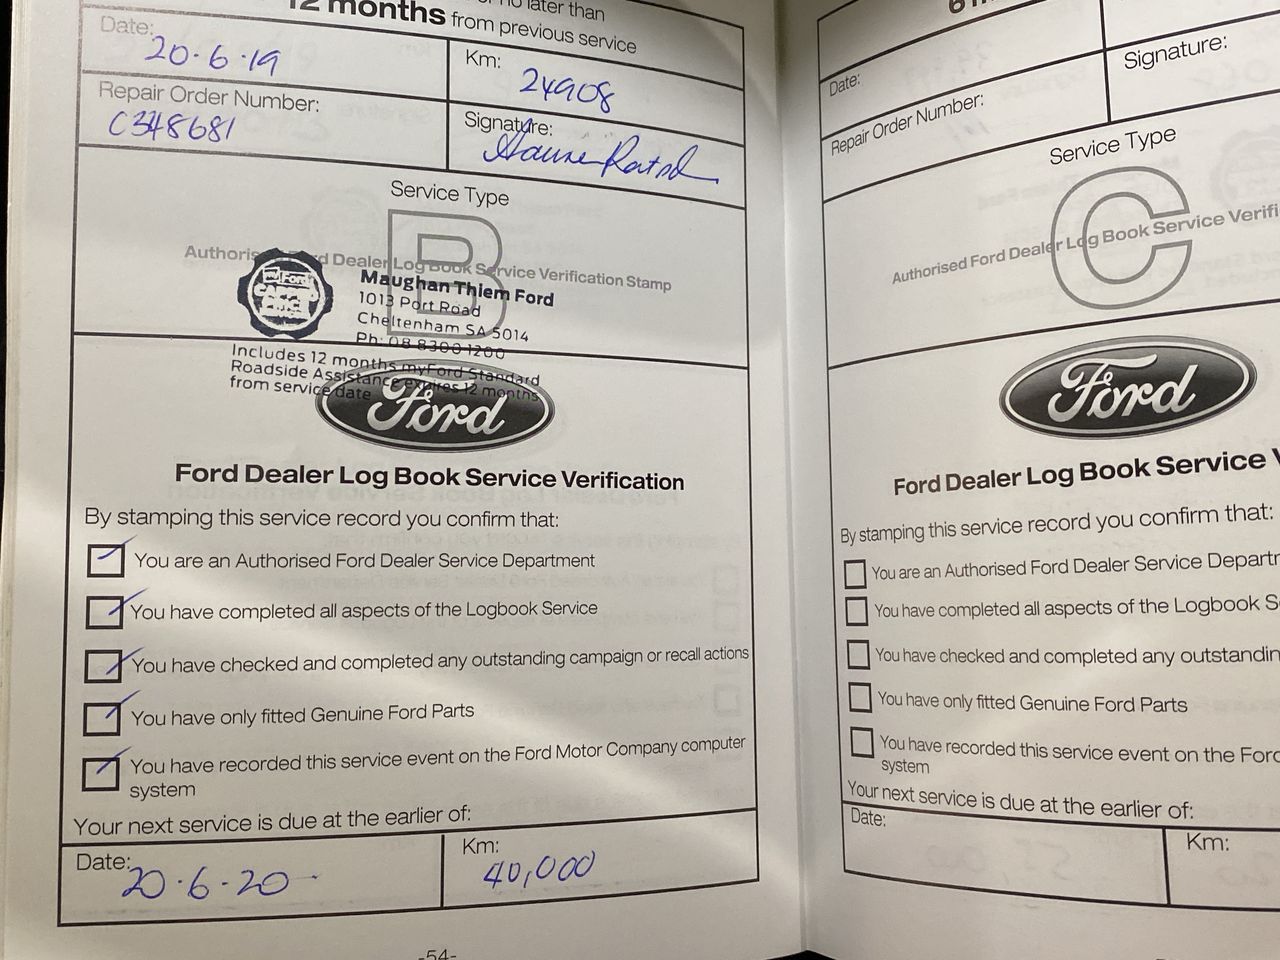 no later than
12 months from previous service
Date: 20·6·19
Km: 24908
Repair Order Number: C348681
Signature:
Service Type
B
Authorised Ford Dealer Log Book Service Verification Stamp
myFord
Maughan Thiem Ford
1013 Port Road
Cheltenham SA 5014
Ph: 08 8300 1200
Includes 12 months myFord Standard
Roadside Assistance expires 12 months
from service date
Ford
Ford Dealer Log Book Service Verification
By stamping this service record you confirm that:
You are an Authorised Ford Dealer Service Department
You have completed all aspects of the Logbook Service
You have checked and completed any outstanding campaign or recall actions
You have only fitted Genuine Ford Parts
You have recorded this service event on the Ford Motor Company computer
system
Your next service is due at the earlier of:
Date: 20·6·20
Km: 40,000
-54-
6
Date:
Signature:
Repair Order Number:
Service Type
C
Authorised Ford Dealer Log Book Service Verifi
Ford
Ford Dealer Log Book Service V
By stamping this service record you confirm that:
You are an Authorised Ford Dealer Service Departm
You have completed all aspects of the Logbook S
You have checked and completed any outstandin
You have only fitted Genuine Ford Parts
You have recorded this service event on the Ford
system
Your next service is due at the earlier of:
Date:
Km: